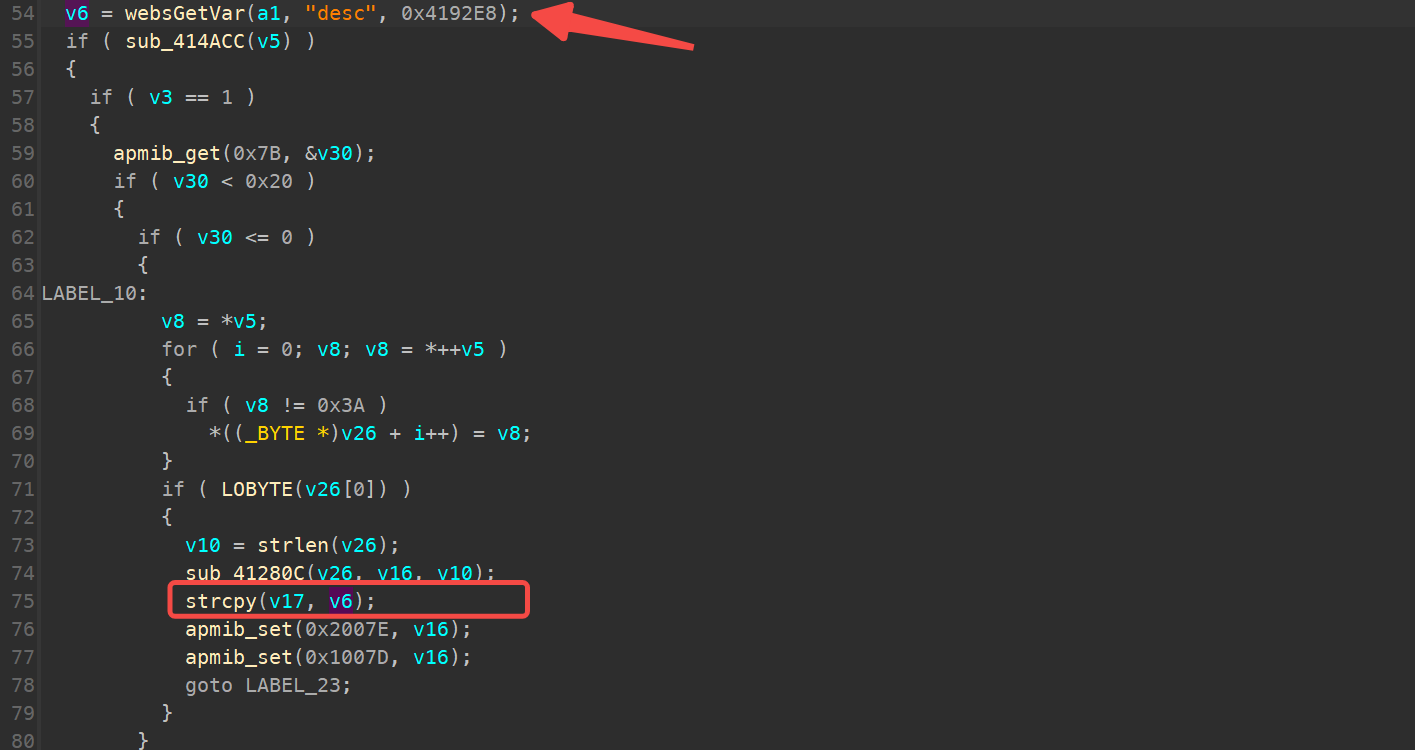 54 v6 = websGetVar(a1, "desc", 0x4192E8);
55 if ( sub_414ACC(v5) )
56 {
57 if ( v3 == 1 )
58 {
59 apmib_get(0x7B, &v30);
60 if ( v30 < 0x20 )
61 {
62 if ( v30 <= 0 )
63 {
64 LABEL_10:
65 v8 = *v5;
66 for ( i = 0; v8; v8 = *++v5 )
67 {
68 if ( v8 != 0x3A )
69 *((_BYTE *)v26 + i++) = v8;
70 }
71 if ( LOBYTE(v26[0]) )
72 {
73 v10 = strlen(v26);
74 sub_41280C(v26, v16, v10);
75 strcpy(v17, v6);
76 apmib_set(0x2007E, v16);
77 apmib_set(0x1007D, v16);
78 goto LABEL_23;
79 }
80 }